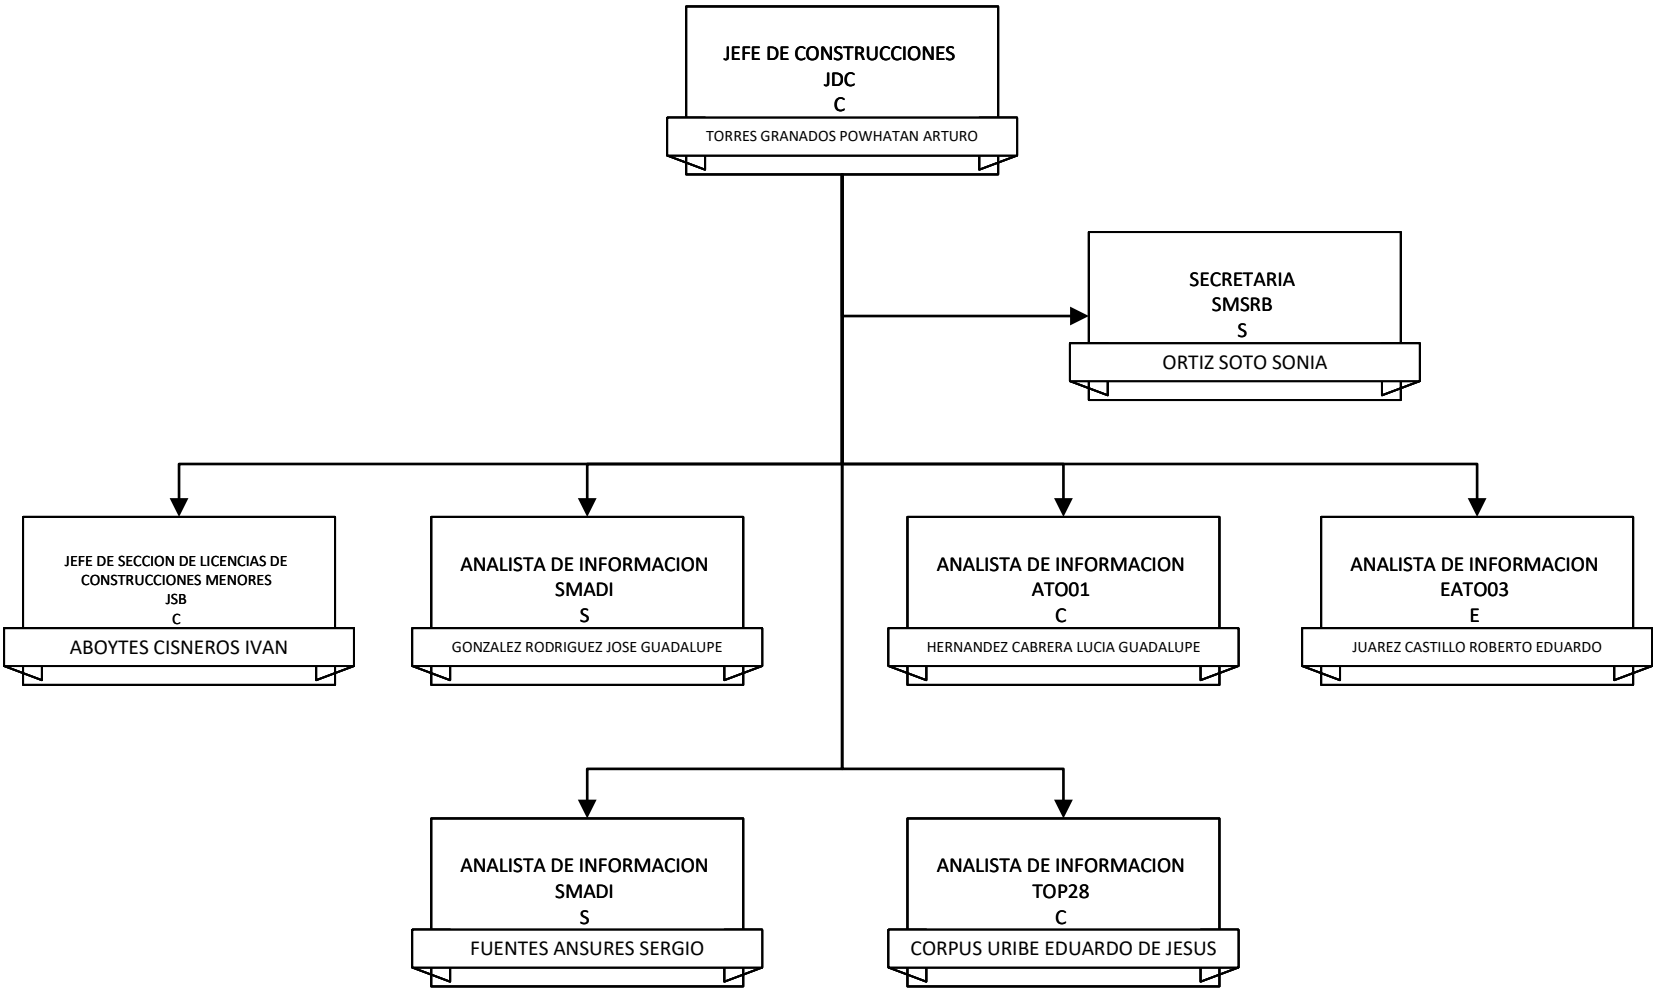 JEFE DE CONSTRUCCIONES
JDC
C
TORRES GRANADOS POWHATAN ARTURO
SECRETARIA
SMSRB
S
ORTIZ SOTO SONIA
JEFE DE SECCION DE LICENCIAS DE
CONSTRUCCIONES MENORES
JSB
C
ABOYTES CISNEROS IVAN
ANALISTA DE INFORMACION
SMADI
S
GONZALEZ RODRIGUEZ JOSE GUADALUPE
ANALISTA DE INFORMACION
ATO01
C
HERNANDEZ CABRERA LUCIA GUADALUPE
ANALISTA DE INFORMACION
EATO03
E
JUAREZ CASTILLO ROBERTO EDUARDO
ANALISTA DE INFORMACION
SMADI
S
FUENTES ANSURES SERGIO
ANALISTA DE INFORMACION
TOP28
C
CORPUS URIBE EDUARDO DE JESUS